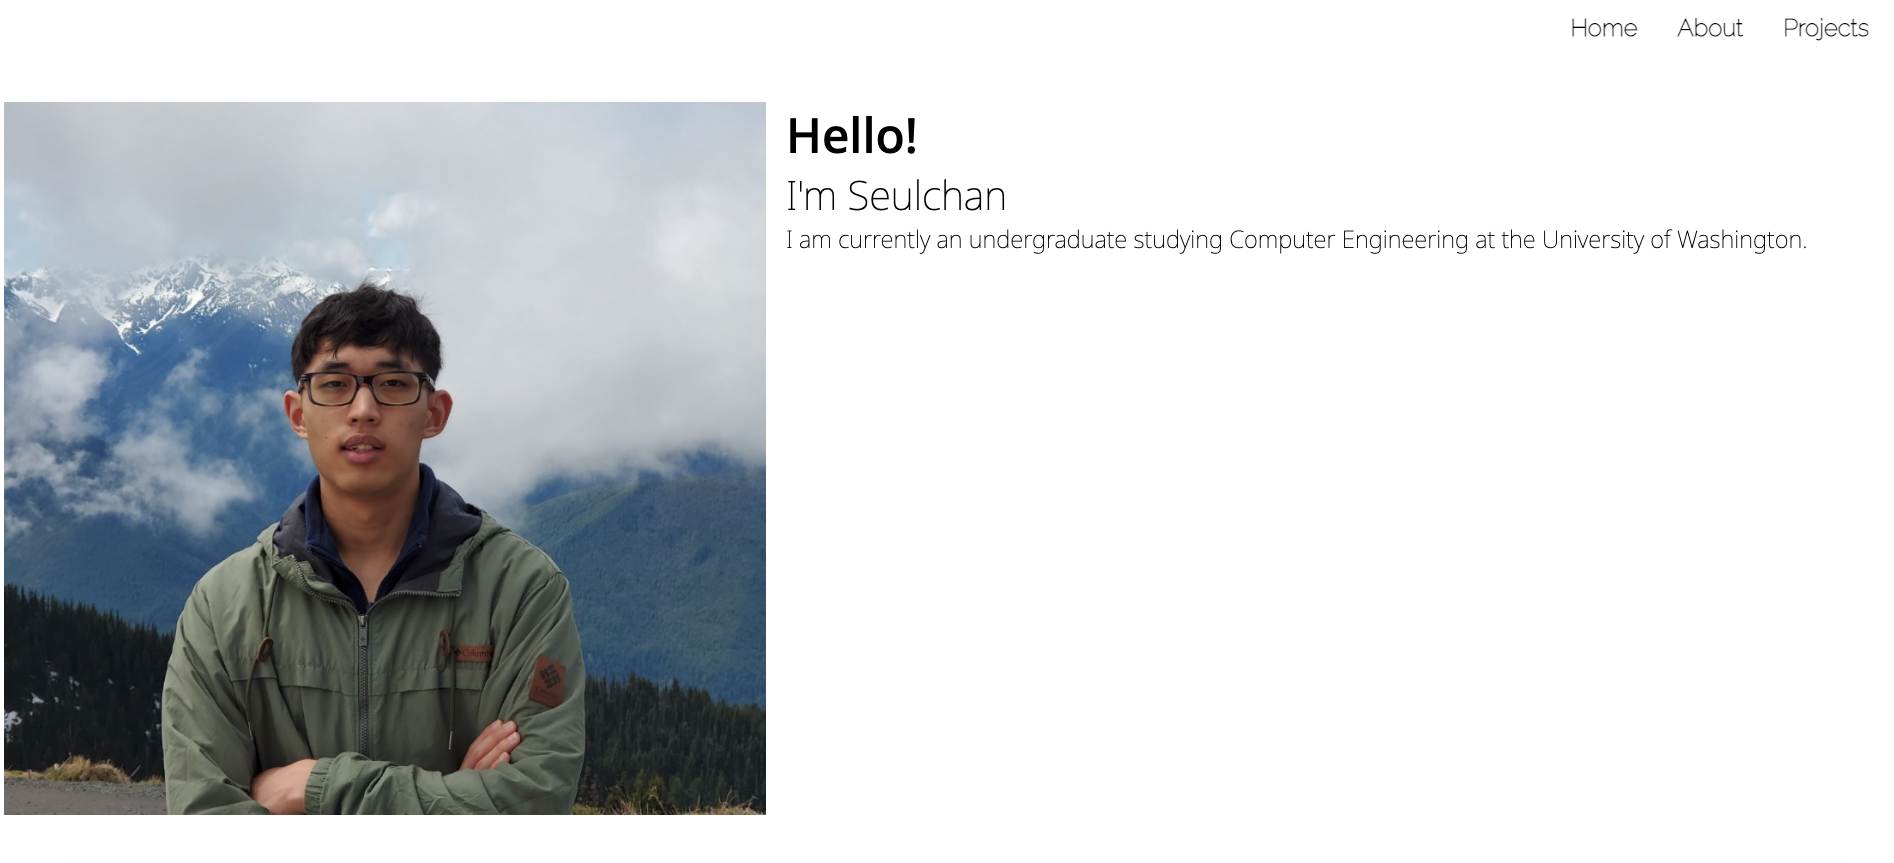 Home About Projects
Hello!
I'm Seulchan
I am currently an undergraduate studying Computer Engineering at the University of Washington.